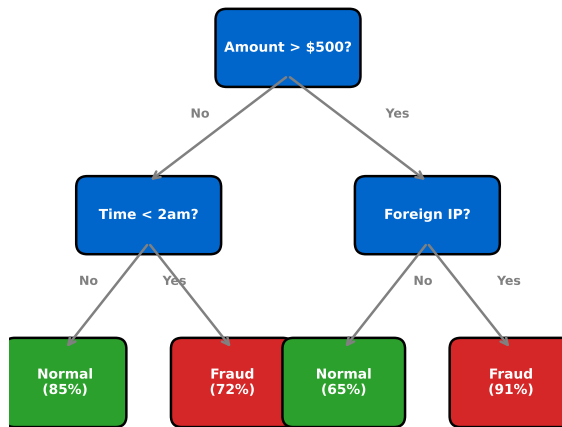 Amount > $500?
No
Yes
Time < 2am?
Foreign IP?
No
Yes
No
Yes
Normal
(85%)
Fraud
(72%)
Normal
(65%)
Fraud
(91%)